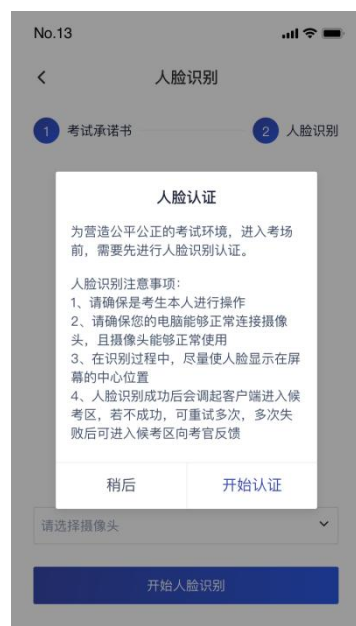 No.13
人脸识别
1 考试承诺书
2 人脸识别
人脸认证
为营造公平公正的考试环境，进入考场
前，需要先进行人脸识别认证。
人脸识别注意事项：
1、请确保是考生本人进行操作
2、请确保您的电脑能够正常连接摄像
头，且摄像头能够正常使用
3、在识别过程中，尽量使人脸显示在屏
幕的中心位置
4、人脸识别成功后会调起客户端进入候
考区，若不成功，可重试多次，多次失
败后可进入候考区向考官反馈
稍后
开始认证
请选择摄像头
开始人脸识别